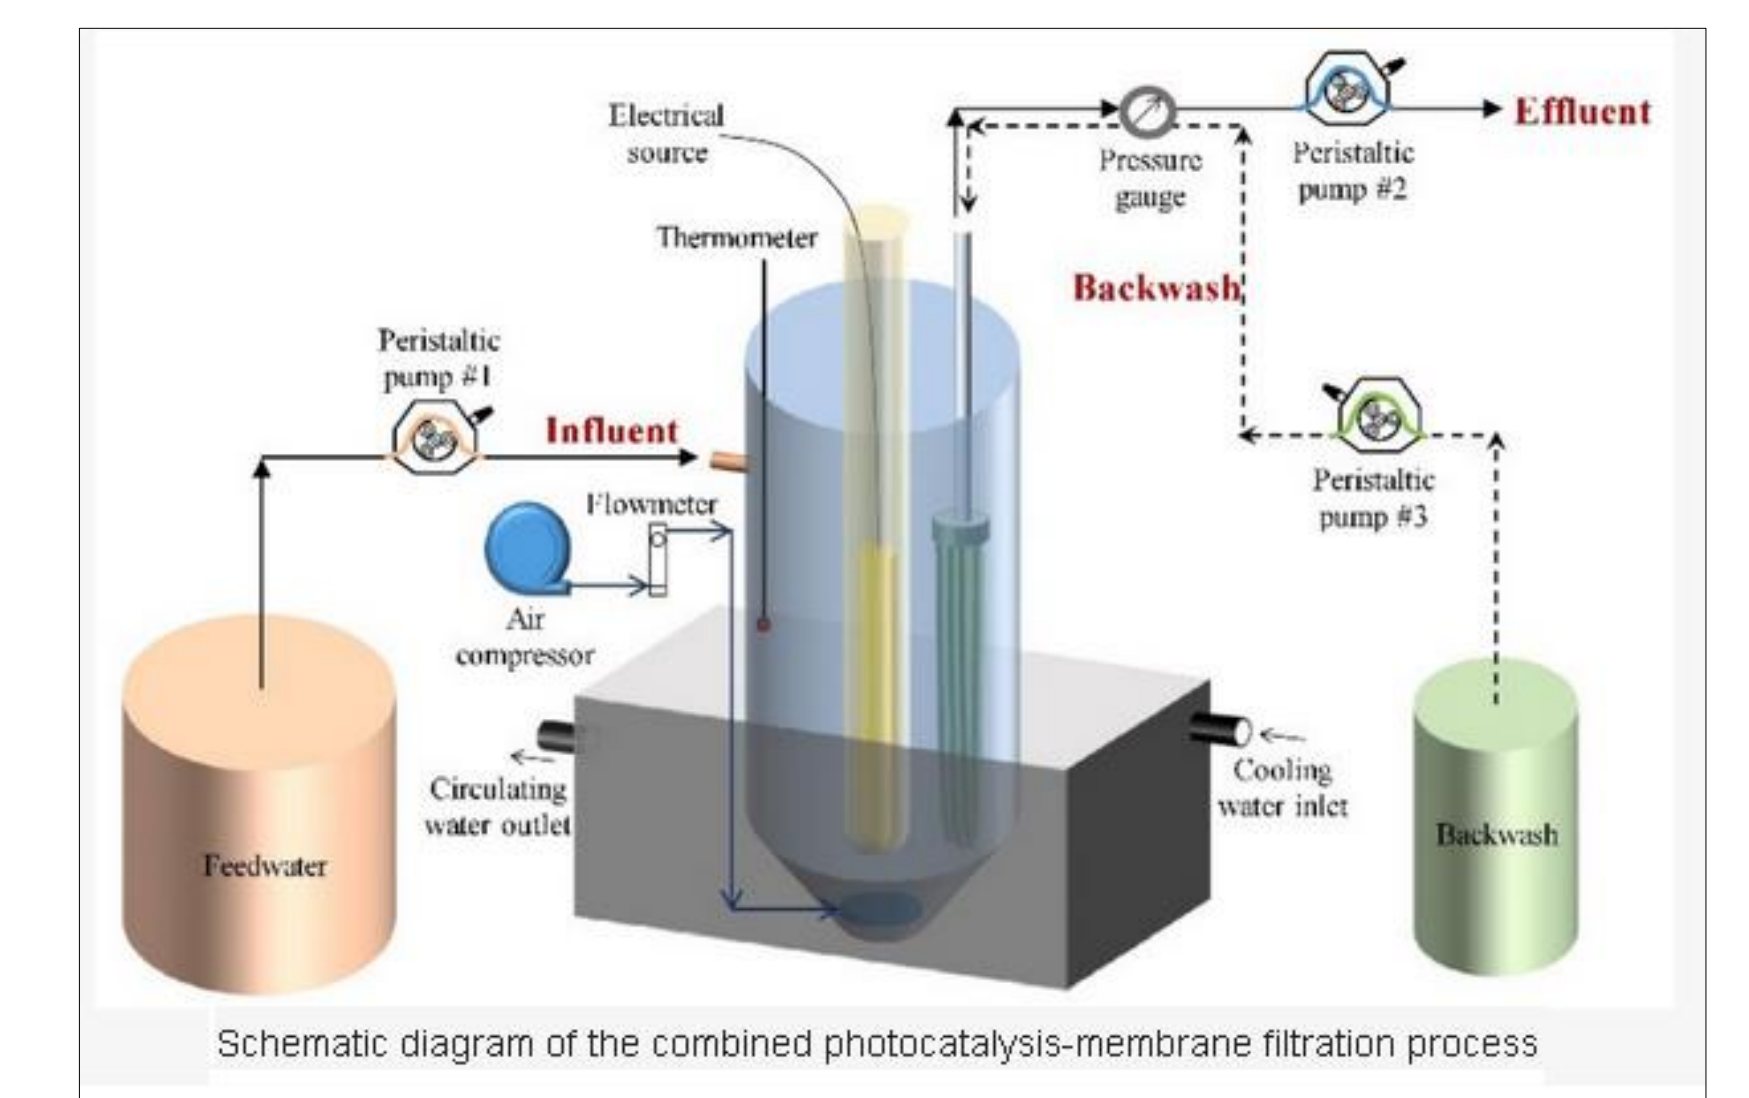 Electrical
source
Effluent
Pressure
gauge
Peristaltic
pump #2
Thermometer
Backwash
Peristaltic
pump #1
Influent
Flowmeter
Peristaltic
pump #3
Air
compressor
Circulating
water outlet
Cooling
water inlet
Feedwater
Backwash
Schematic diagram of the combined photocatalysis-membrane filtration process